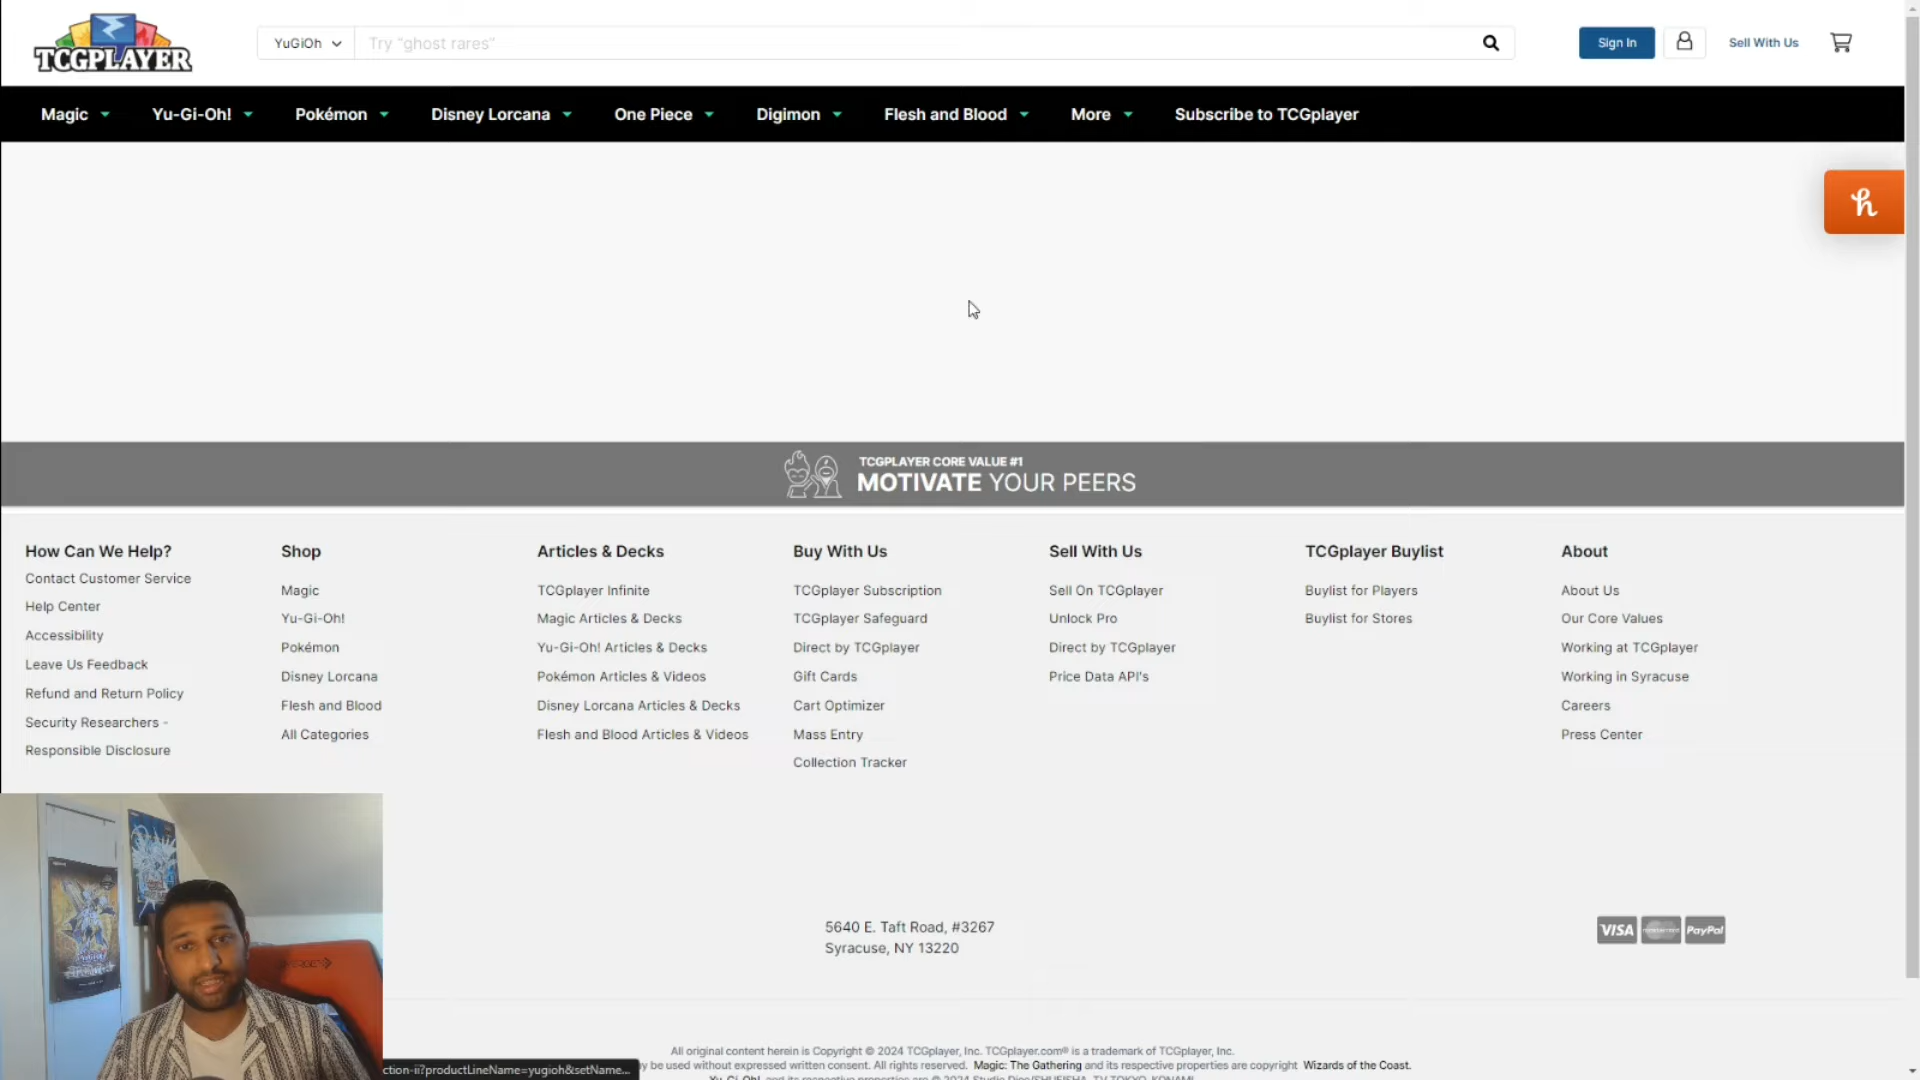 TCGPLAYER
YuGiOh
Try "ghost rares"
Sign In
Sell With Us
Magic
Yu-Gi-Oh!
Pokémon
Disney Lorcana
One Piece
Digimon
Flesh and Blood
More
Subscribe to TCGplayer
TCGPLAYER CORE VALUE #1
MOTIVATE YOUR PEERS
How Can We Help?
Contact Customer Service
Help Center
Accessibility
Leave Us Feedback
Refund and Return Policy
Security Researchers -
Responsible Disclosure
Shop
Magic
Yu-Gi-Oh!
Pokémon
Disney Lorcana
Flesh and Blood
All Categories
Articles & Decks
TCGplayer Infinite
Magic Articles & Decks
Yu-Gi-Oh! Articles & Decks
Pokémon Articles & Videos
Disney Lorcana Articles & Decks
Flesh and Blood Articles & Videos
Buy With Us
TCGplayer Subscription
TCGplayer Safeguard
Direct by TCGplayer
Gift Cards
Cart Optimizer
Mass Entry
Collection Tracker
Sell With Us
Sell On TCGplayer
Unlock Pro
Direct by TCGplayer
Price Data API's
TCGplayer Buylist
Buylist for Players
Buylist for Stores
About
About Us
Our Core Values
Working at TCGplayer
Working in Syracuse
Careers
Press Center
5640 E. Taft Road, #3267
Syracuse, NY 13220
VISA
PayPal
All original content herein is Copyright © 2024 TCGplayer, Inc. TCGplayer.com® is a trademark of TCGplayer, Inc.
ction-ii?productLineName=yugioh&setName...
y be used without expressed written consent. All rights reserved. Magic: The Gathering and its respective properties are copyright Wizards of the Coast.